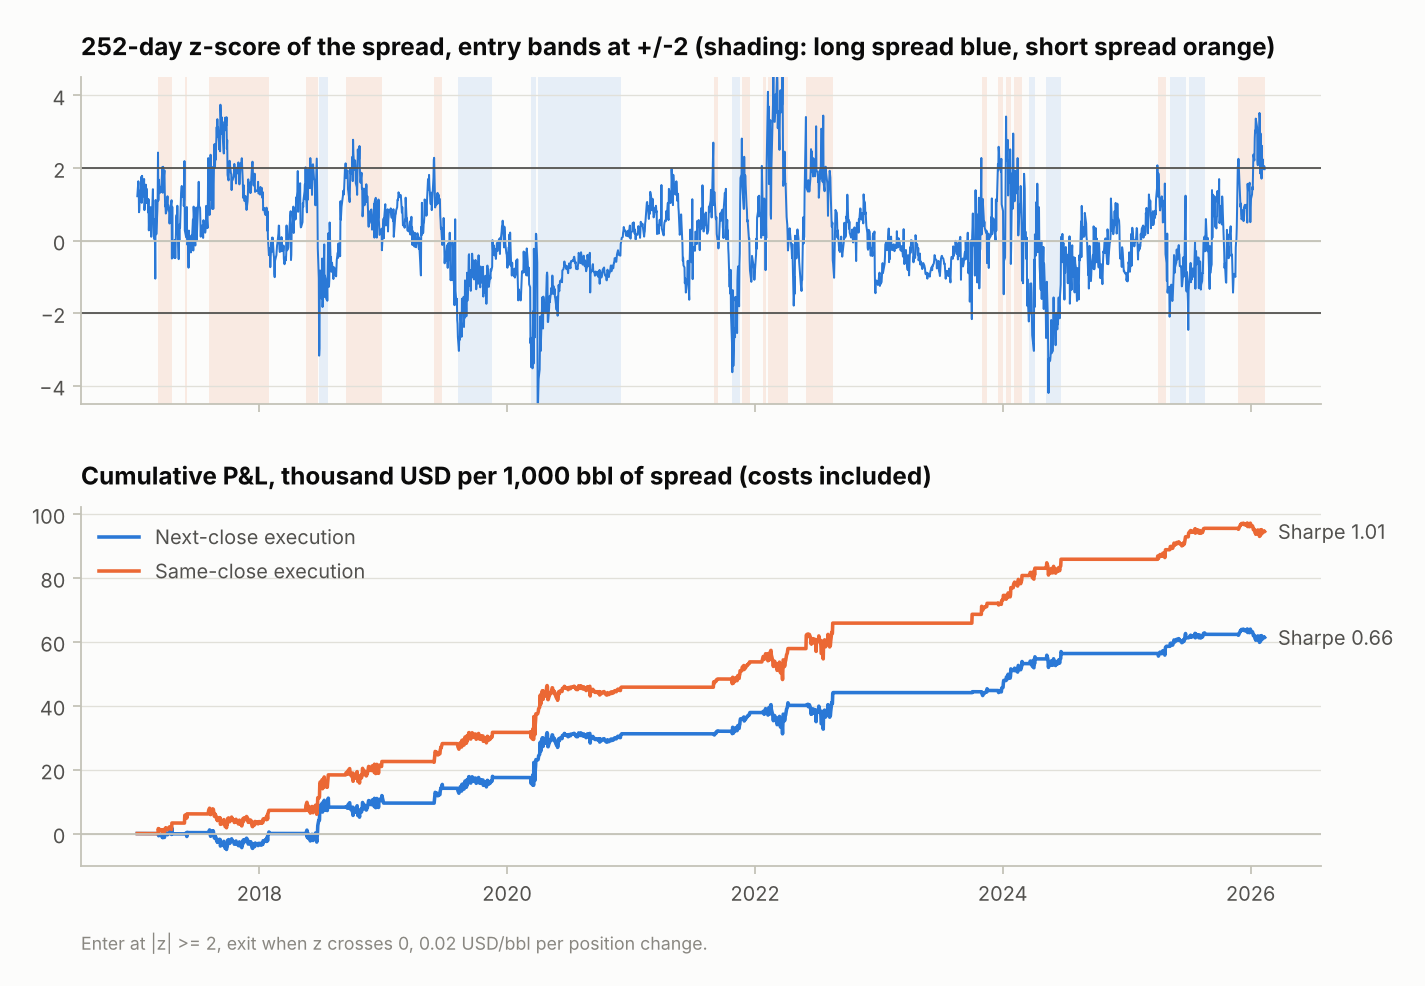 252-day z-score of the spread, entry bands at +/-2 (shading: long spread blue, short spread orange)
4
2
0
−2
−4
Cumulative P&L, thousand USD per 1,000 bbl of spread (costs included)
100
80
60
40
20
0
Next-close execution
Same-close execution
Sharpe 1.01
Sharpe 0.66
2018
2020
2022
2024
2026
Enter at |z| >= 2, exit when z crosses 0, 0.02 USD/bbl per position change.